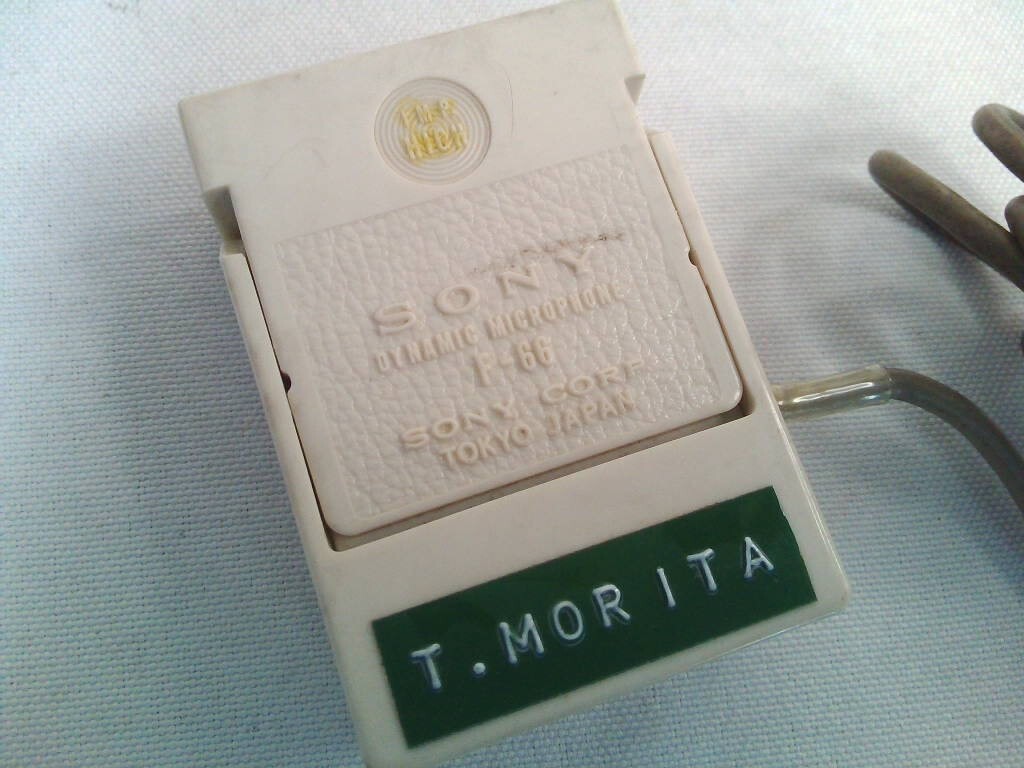 SONY
DYNAMIC MICROPHONE
F-66
SONY CORP
TOKYO JAPAN
T.MORITA